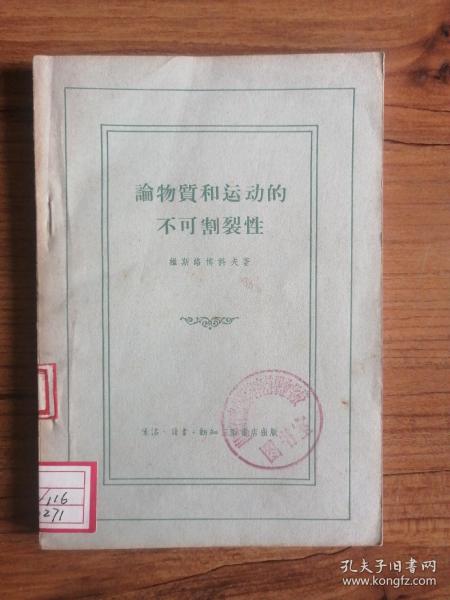 論物質和运动的
不可割裂性
維斯洛博科夫著
生活·讀書·新知三联書店出版
116
271
孔夫子旧书网
www.kongfz.com